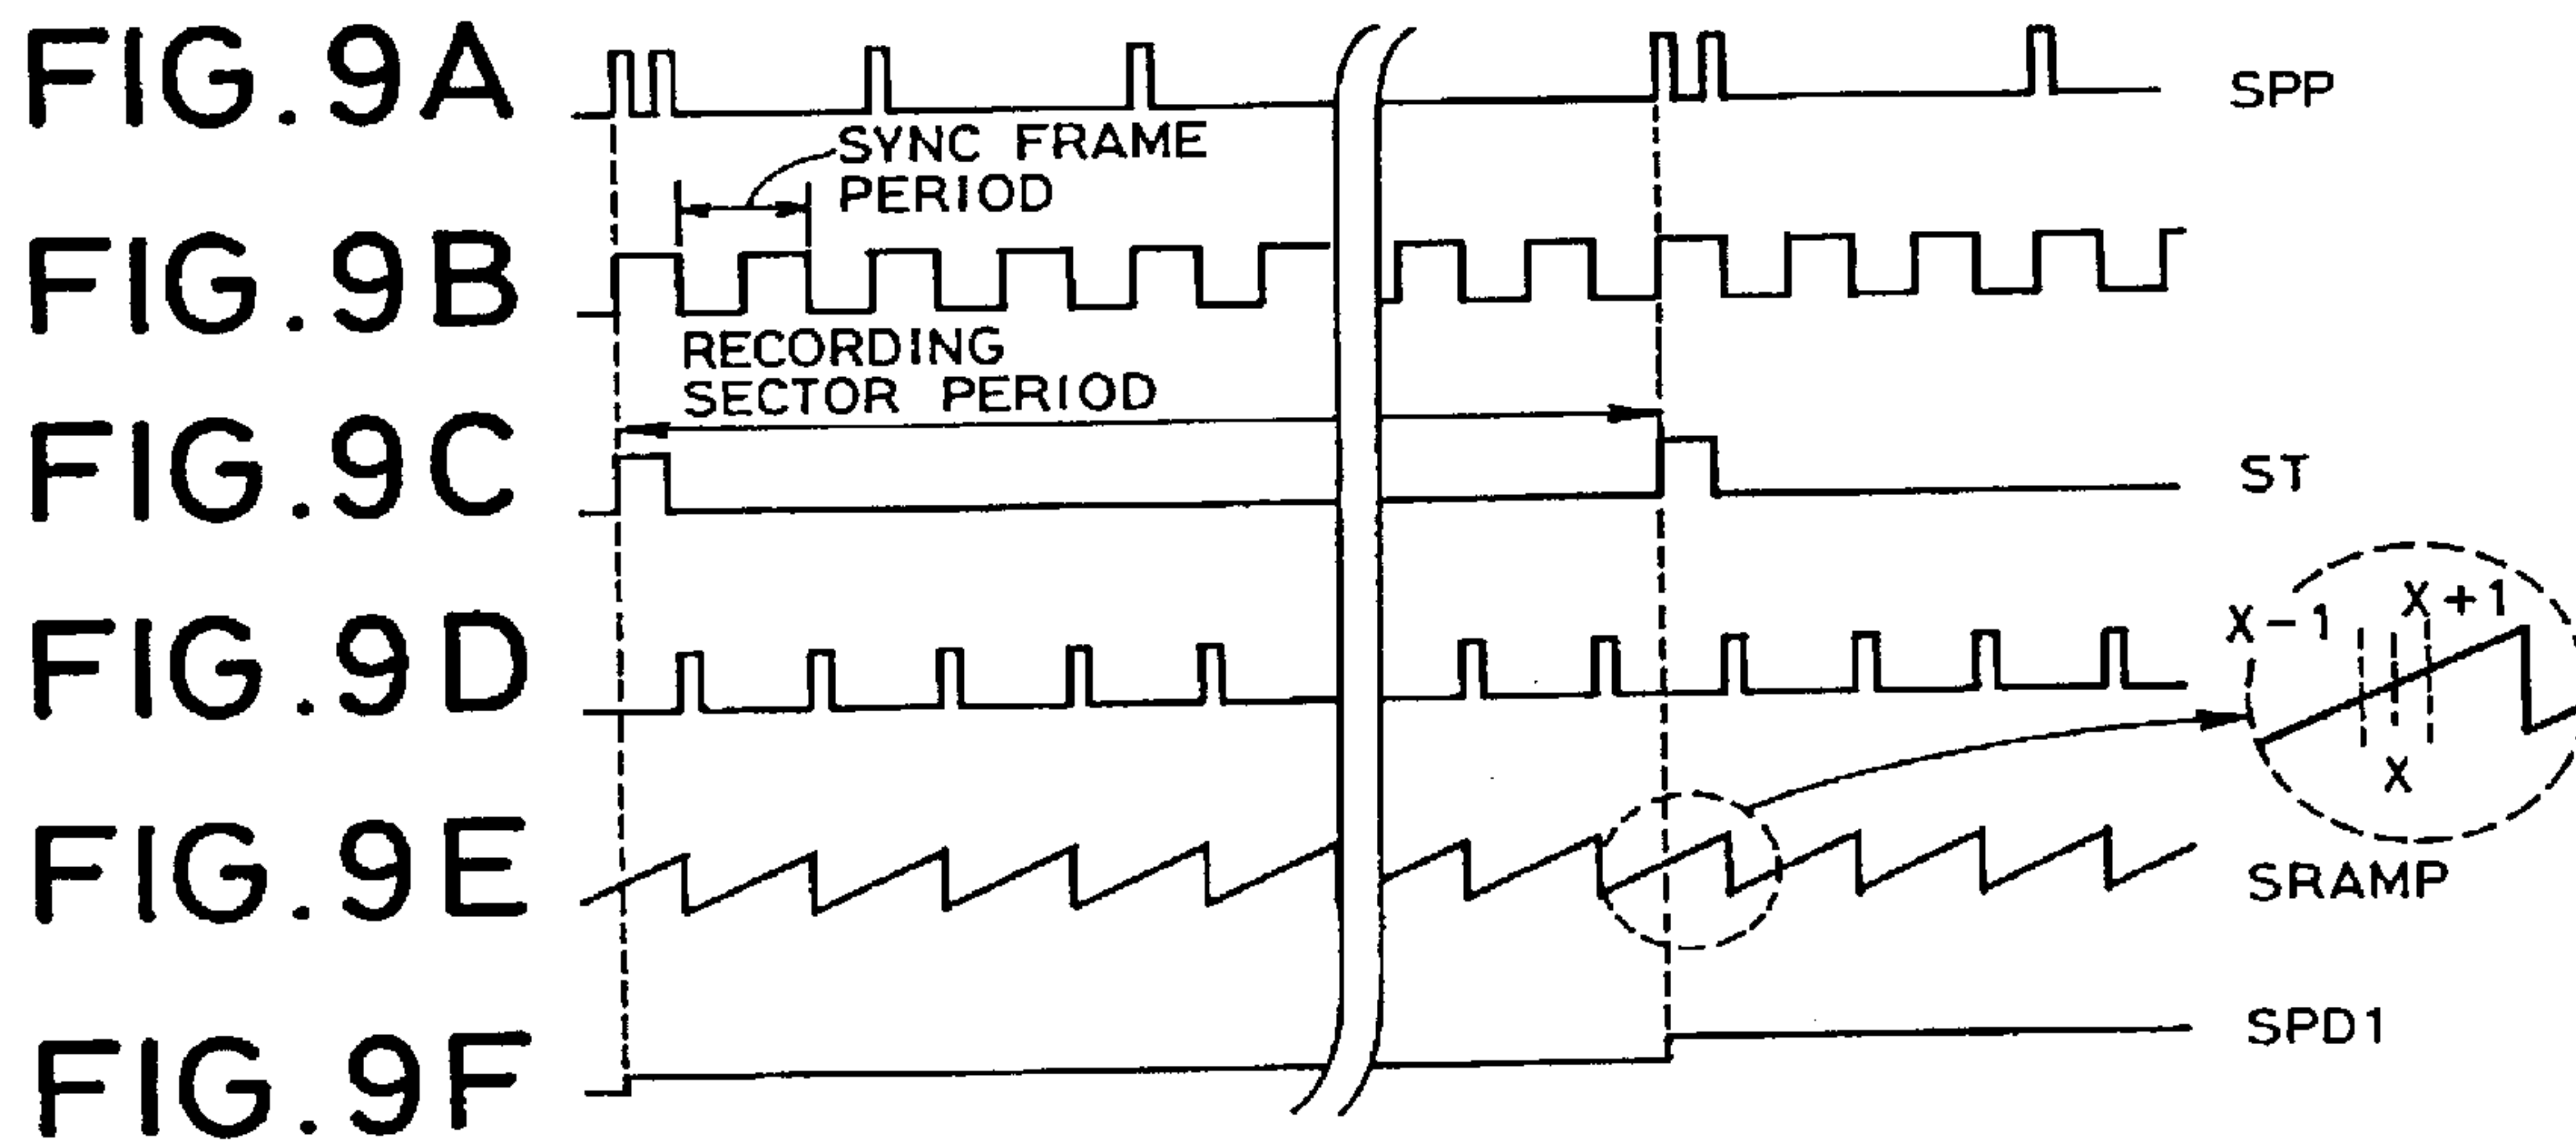 FIG.9A
SPP
SYNC FRAME
PERIOD
FIG.9B
RECORDING
SECTOR PERIOD
FIG.9C
ST
FIG.9D
X-1
X+1
X
FIG.9E
SRAMP
FIG.9F
SPD1